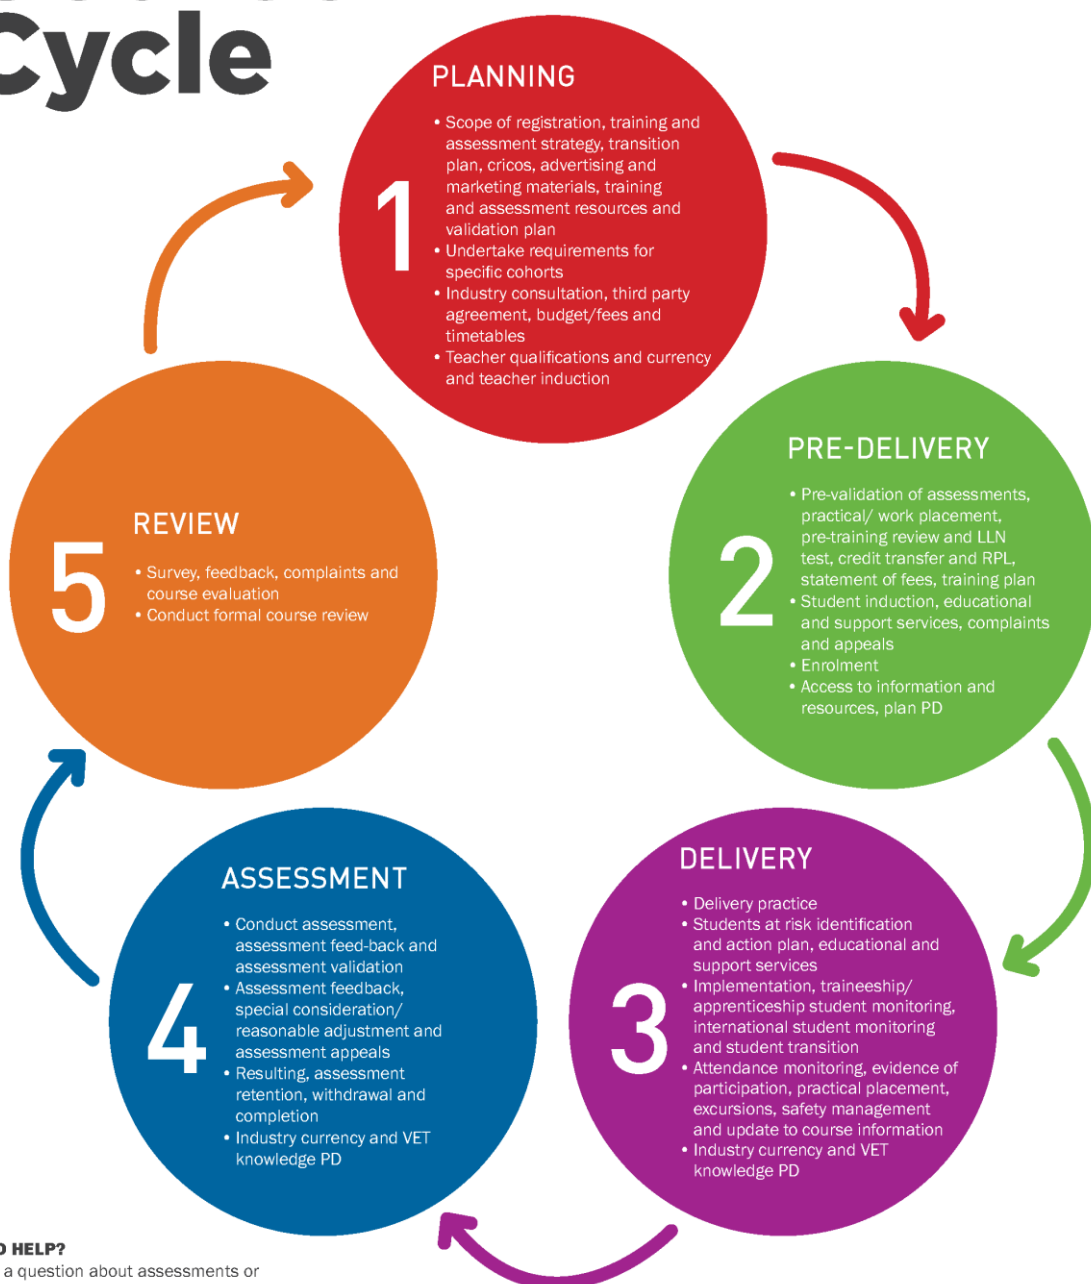 Cycle
PLANNING
1
• Scope of registration, training and
assessment strategy, transition
plan, cricos, advertising and
marketing materials, training
and assessment resources and
validation plan
• Undertake requirements for
specific cohorts
• Industry consultation, third party
agreement, budget/fees and
timetables
• Teacher qualifications and currency
and teacher induction
PRE-DELIVERY
2
• Pre-validation of assessments,
practical/ work placement,
pre-training review and LLN
test, credit transfer and RPL,
statement of fees, training plan
• Student induction, educational
and support services, complaints
and appeals
• Enrolment
• Access to information and
resources, plan PD
DELIVERY
3
• Delivery practice
• Students at risk identification
and action plan, educational and
support services
• Implementation, traineeship/
apprenticeship student monitoring,
international student monitoring
and student transition
• Attendance monitoring, evidence of
participation, practical placement,
excursions, safety management
and update to course information
• Industry currency and VET
knowledge PD
ASSESSMENT
4
• Conduct assessment,
assessment feed-back and
assessment validation
• Assessment feedback,
special consideration/
reasonable adjustment and
assessment appeals
• Resulting, assessment
retention, withdrawal and
completion
• Industry currency and VET
knowledge PD
REVIEW
5
• Survey, feedback, complaints and
course evaluation
• Conduct formal course review
HELP?
a question about assessments or